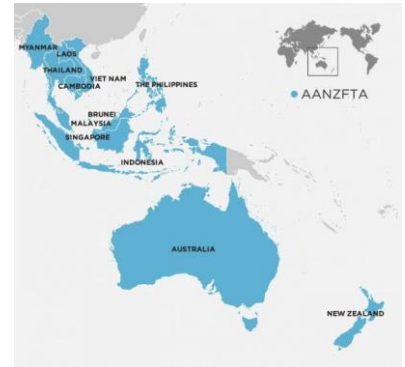 MYANMAR
LAOS
THAILAND
VIET NAM
CAMBODIA
THE PHILIPPINES
AANZFTA
BRUNEI
MALAYSIA
SINGAPORE
INDONESIA
AUSTRALIA
NEW ZEALAND